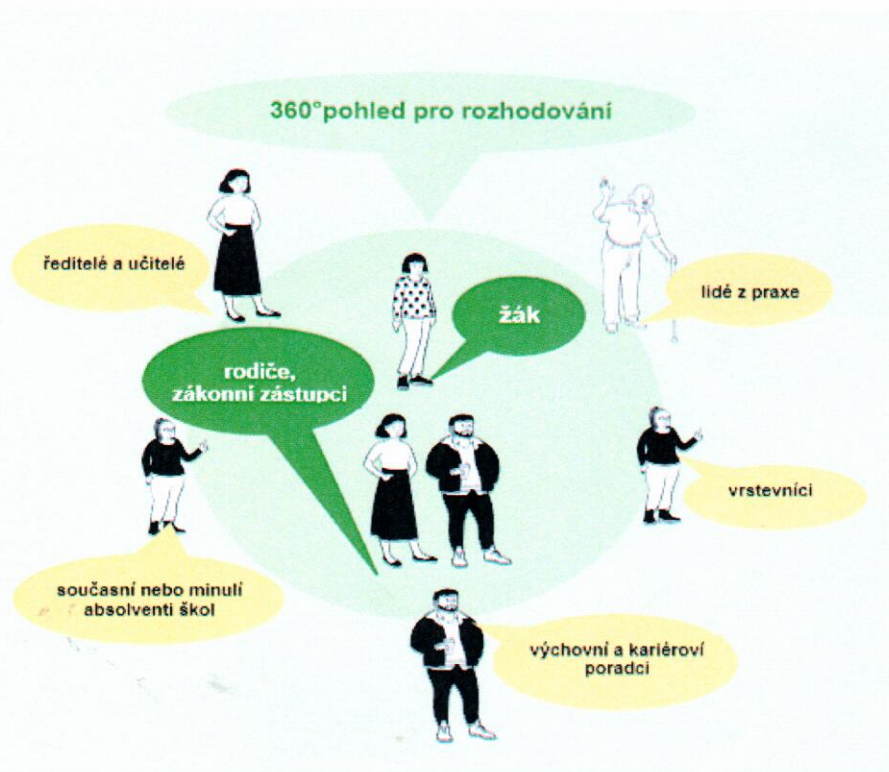 360°pohled pro rozhodování
ředitelé a učitelé
lidé z praxe
žák
rodiče,
zákonní zástupci
vrstevníci
současní nebo minulí
absolventi škol
výchovní a kariéroví
poradci